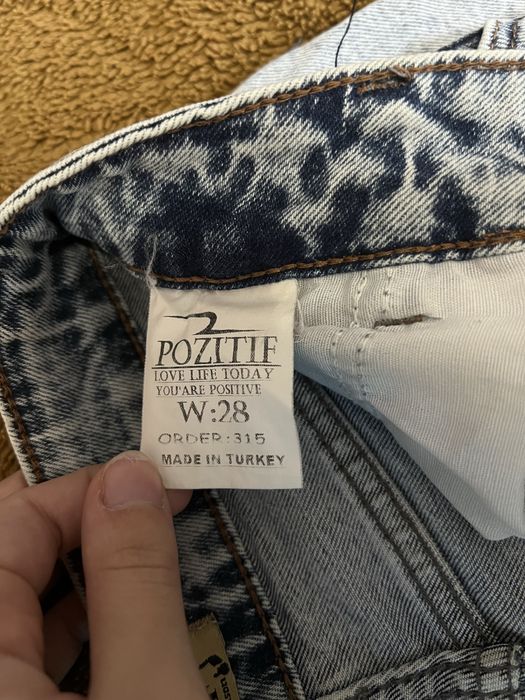 POZITIF
LOVE LIFE TODAY
YOU'ARE POSITIVE
W:28
ORDER:315
MADE IN TURKEY